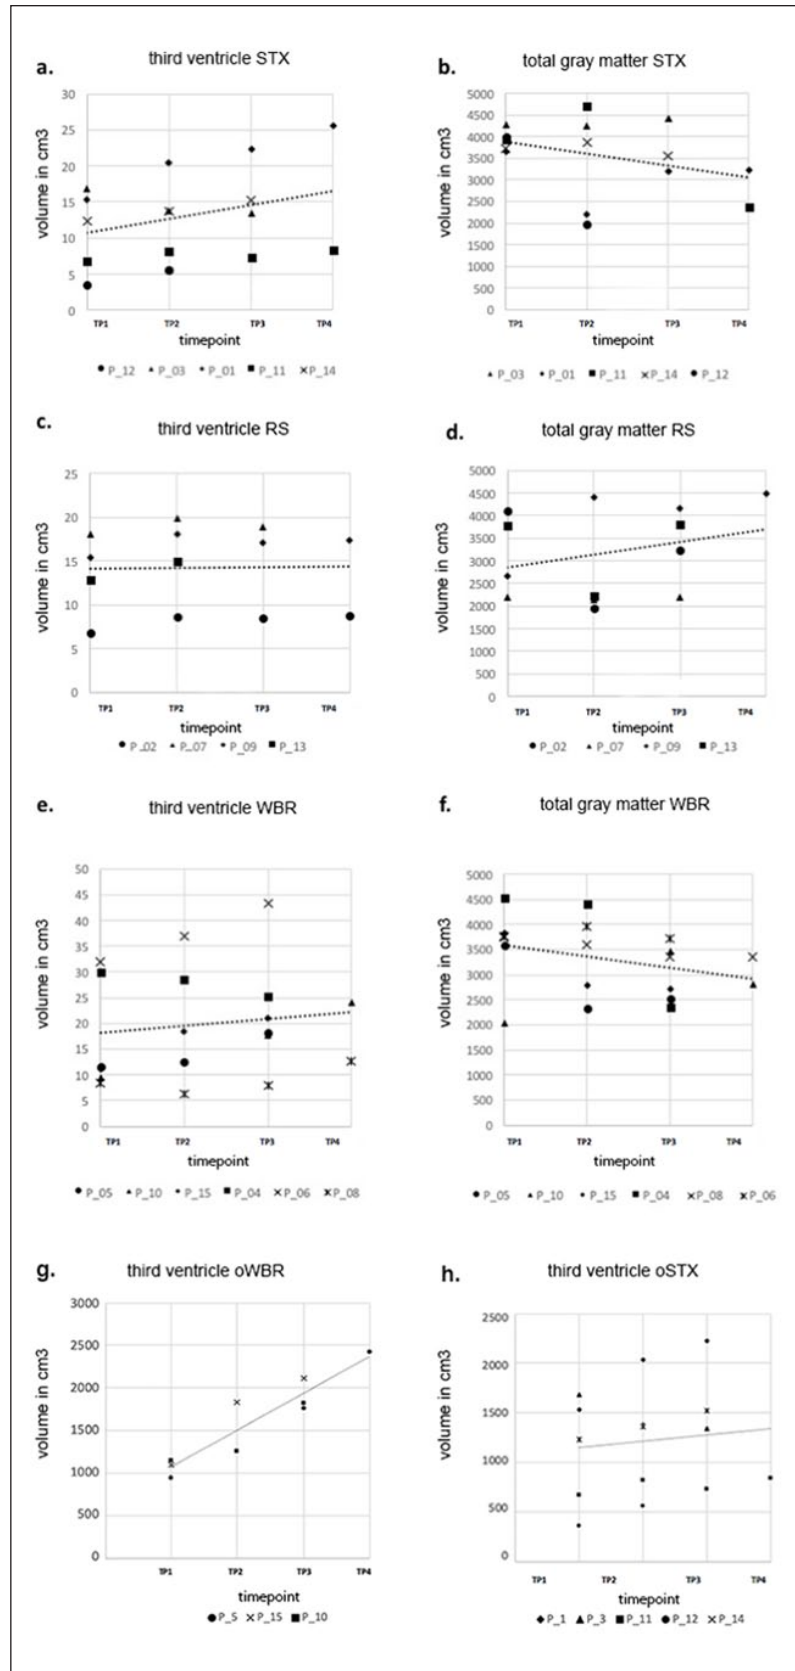 a.
third ventricle STX
volume in cm3
30
25
20
15
10
5
0
TP1 TP2 TP3 TP4
timepoint
P_12 P_03 P_01 P_11 P_14
b.
total gray matter STX
volume in cm3
5000
4500
4000
3500
3000
2500
2000
1500
1000
500
0
TP1 TP2 TP3 TP4
timepoint
P_03 P_01 P_11 P_14 P_12
c.
third ventricle RS
volume in cm3
25
20
15
10
5
0
TP1 TP2 TP3 TP4
timepoint
P_02 P_07 P_09 P_13
d.
total gray matter RS
volume in cm3
5000
4500
4000
3500
3000
2500
2000
1500
1000
500
0
TP1 TP2 TP3 TP4
timepoint
P_02 P_07 P_09 P_13
e.
third ventricle WBR
volume in cm3
50
45
40
35
30
25
20
15
10
5
0
TP1 TP2 TP3 TP4
timepoint
P_05 P_10 P_15 P_04 P_06 P_08
f.
total gray matter WBR
volume in cm3
5000
4500
4000
3500
3000
2500
2000
1500
1000
500
0
TP1 TP2 TP3 TP4
timepoint
P_05 P_10 P_15 P_04 P_08 P_06
g.
third ventricle oWBR
volume in cm3
3000
2500
2000
1500
1000
500
0
TP1 TP2 TP3 TP4
timepoint
P_5 P_15 P_10
h.
third ventricle oSTX
volume in cm3
2500
2000
1500
1000
500
0
TP1 TP2 TP3 TP4
timepoint
P_1 P_3 P_11 P_12 P_14